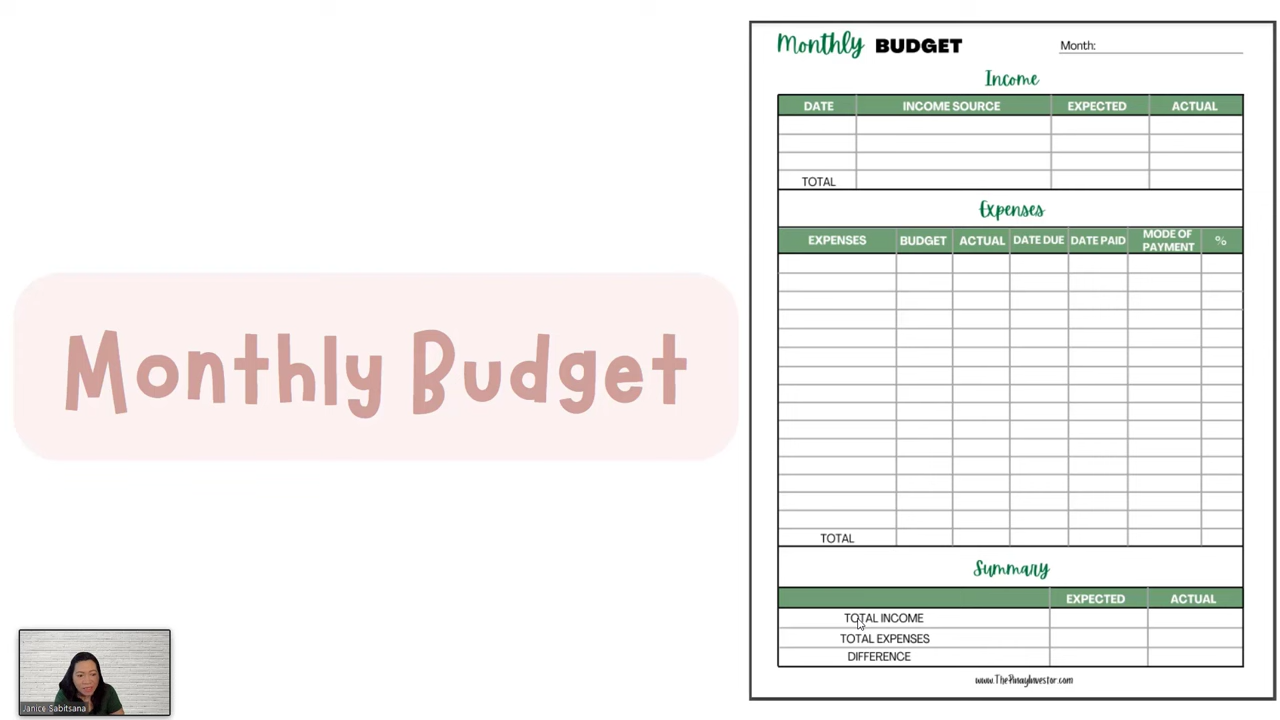 Monthly Budget
Monthly BUDGET
Month:
Income
DATE INCOME SOURCE EXPECTED ACTUAL
TOTAL
Expenses
EXPENSES BUDGET ACTUAL DATE DUE DATE PAID MODE OF PAYMENT %
TOTAL
Summary
EXPECTED ACTUAL
TOTAL INCOME
TOTAL EXPENSES
DIFFERENCE
www.ThePinayInvestor.com
Janice Sabitsana